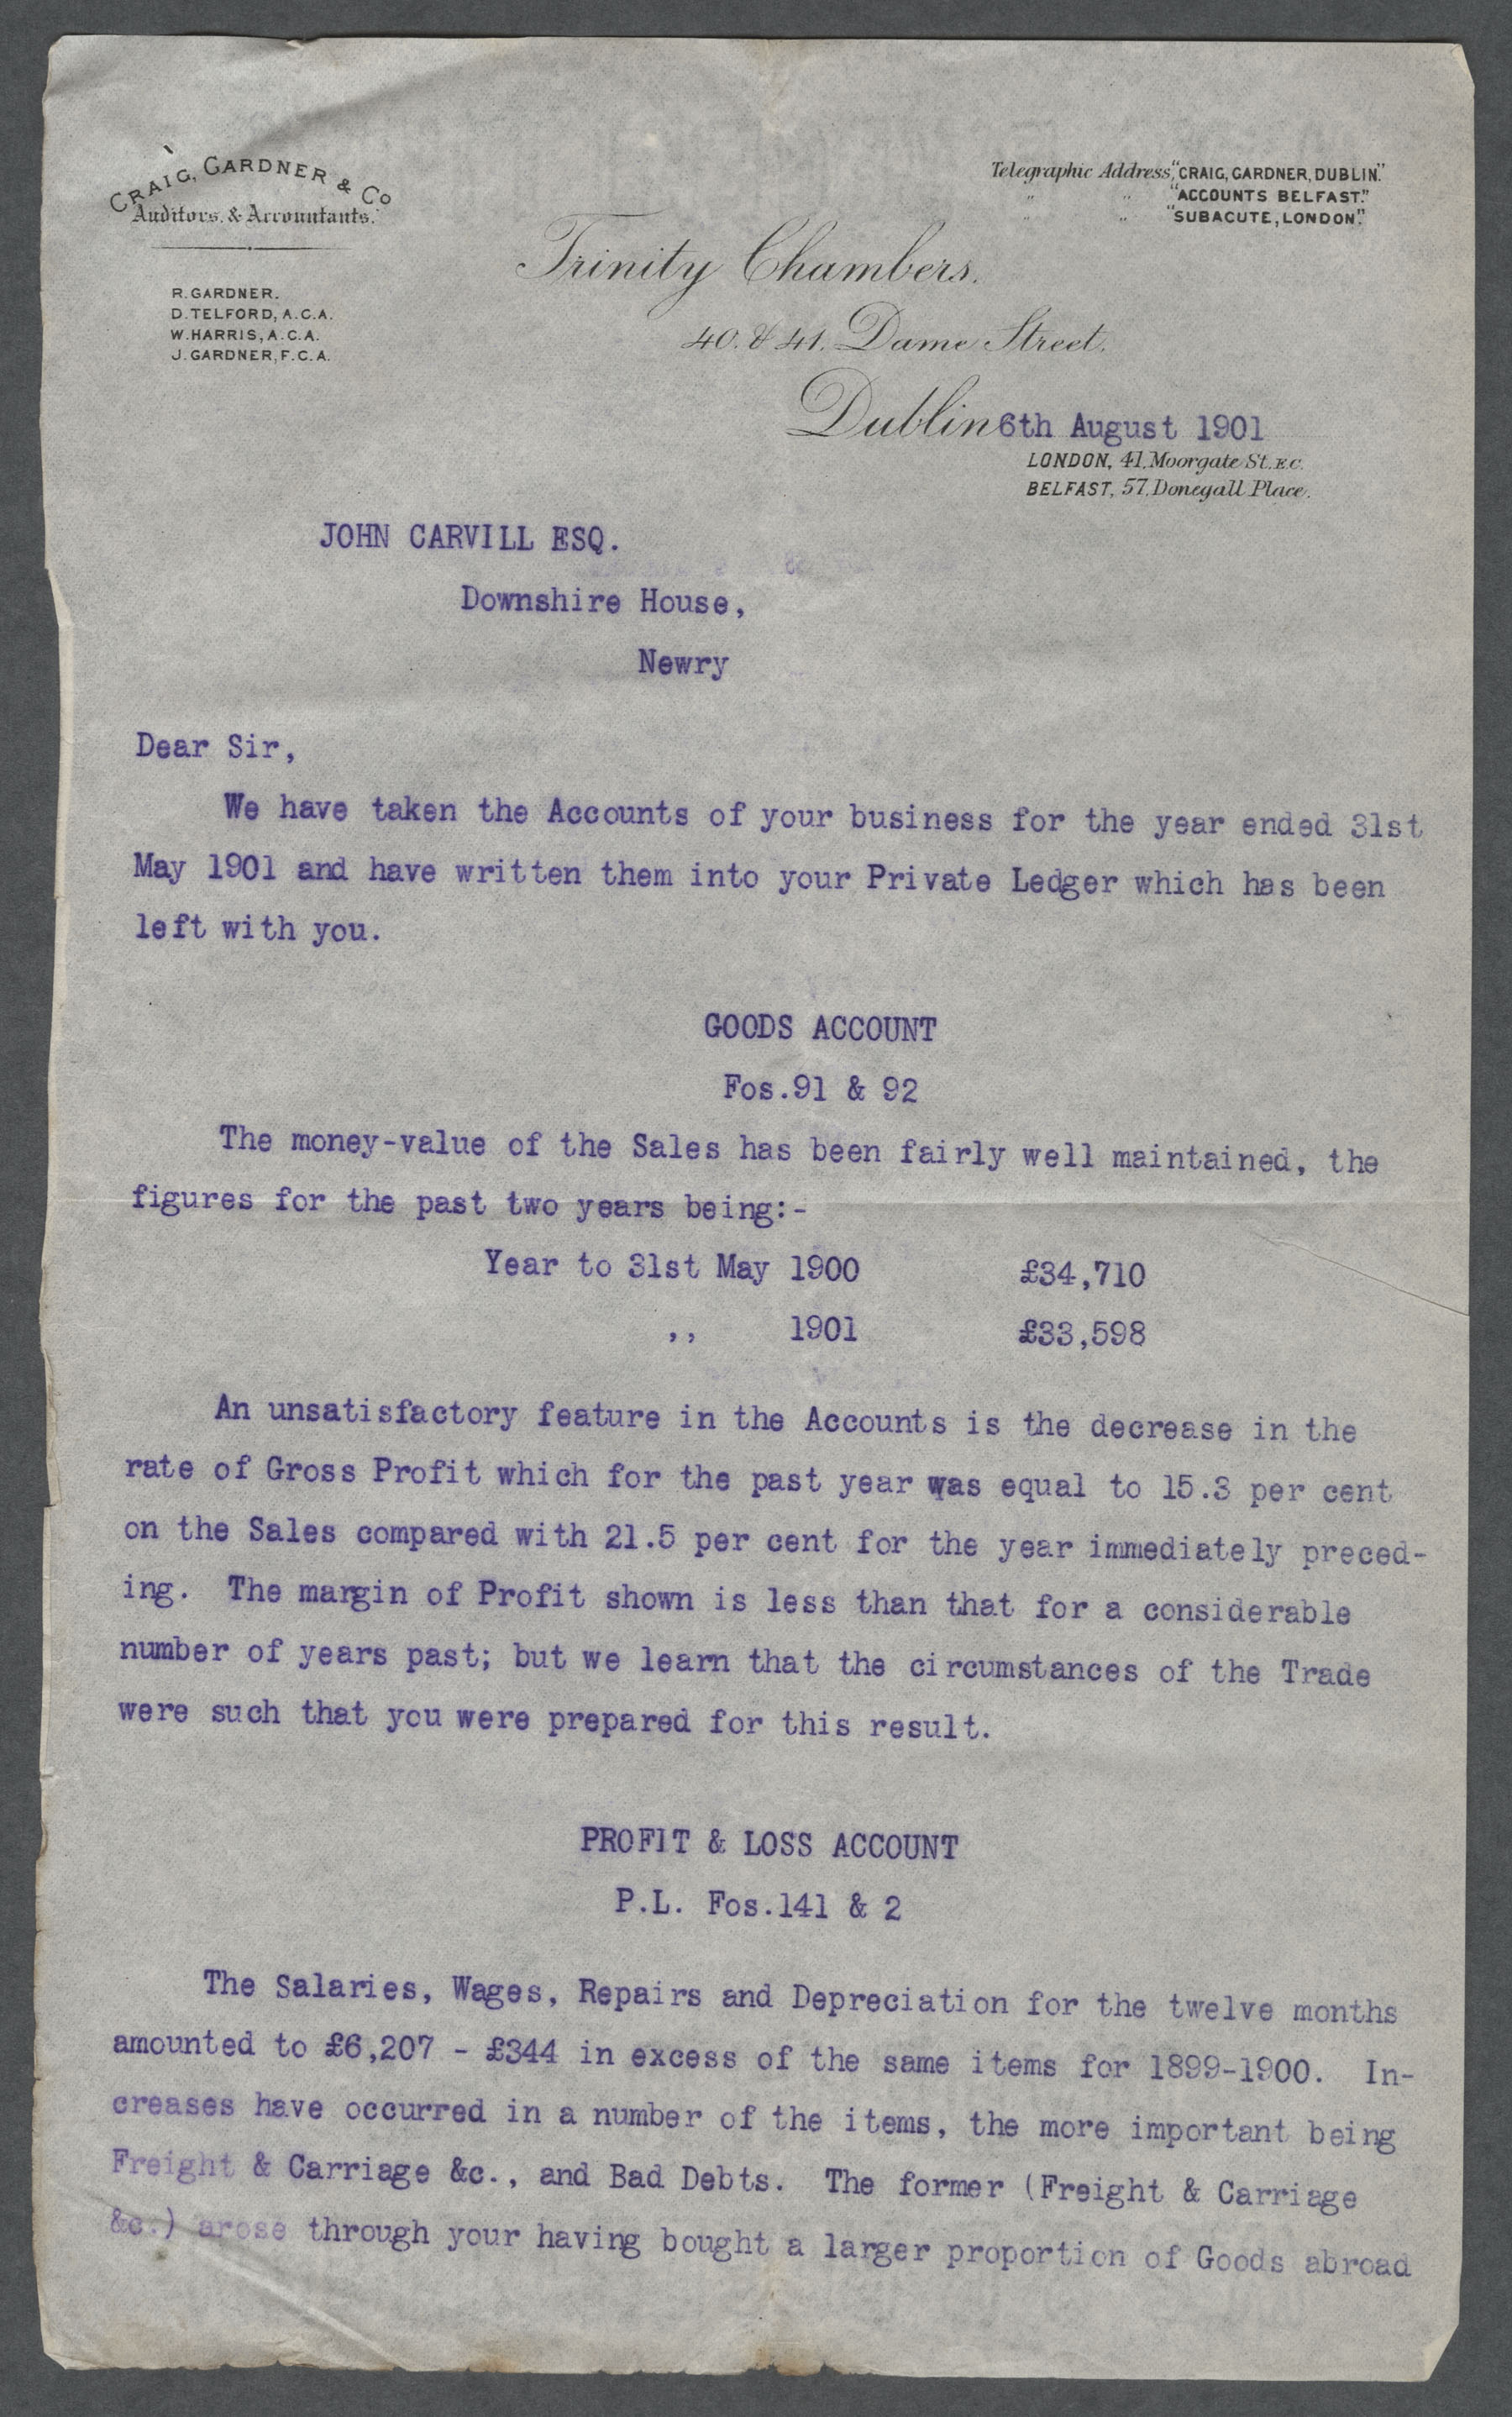 CRAIG, GARDNER & Co
Auditors, & Accountants.
R. GARDNER.
D. TELFORD, A.C.A.
W. HARRIS, A.C.A.
J. GARDNER, F.C.A.
Telegraphic Address, "CRAIG, GARDNER, DUBLIN."
" " "ACCOUNTS BELFAST."
" " "SUBACUTE, LONDON."
Trinity Chambers.
40. & 41. Dame Street.
Dublin 6th August 1901
LONDON, 41, Moorgate St. E.C.
BELFAST, 57, Donegall Place.
JOHN CARVILL ESQ.
Downshire House,
Newry
Dear Sir,
We have taken the Accounts of your business for the year ended 31st
May 1901 and have written them into your Private Ledger which has been
left with you.
GOODS ACCOUNT
Fos.91 & 92
The money-value of the Sales has been fairly well maintained, the
figures for the past two years being:-
Year to 31st May 1900 £34,710
,, 1901 £33,598
An unsatisfactory feature in the Accounts is the decrease in the
rate of Gross Profit which for the past year was equal to 15.3 per cent
on the Sales compared with 21.5 per cent for the year immediately preced-
ing. The margin of Profit shown is less than that for a considerable
number of years past; but we learn that the circumstances of the Trade
were such that you were prepared for this result.
PROFIT & LOSS ACCOUNT
P.L. Fos.141 & 2
The Salaries, Wages, Repairs and Depreciation for the twelve months
amounted to £6,207 - £344 in excess of the same items for 1899-1900. In-
creases have occurred in a number of the items, the more important being
Freight & Carriage &c., and Bad Debts. The former (Freight & Carriage
&c.) arose through your having bought a larger proportion of Goods abroad